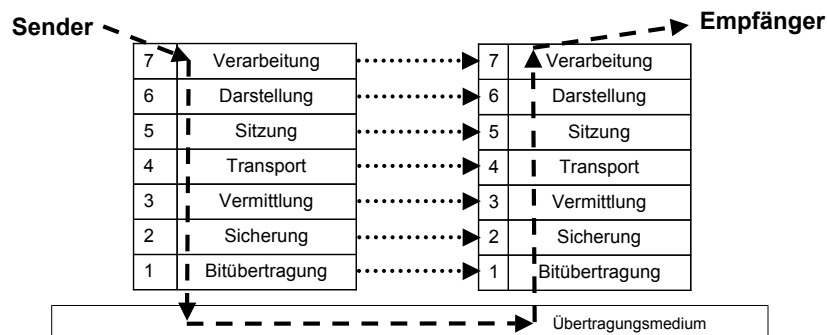 Sender Empfänger
7 Verarbeitung 7 Verarbeitung
6 Darstellung 6 Darstellung
5 Sitzung 5 Sitzung
4 Transport 4 Transport
3 Vermittlung 3 Vermittlung
2 Sicherung 2 Sicherung
1 Bitübertragung 1 Bitübertragung
Übertragungsmedium